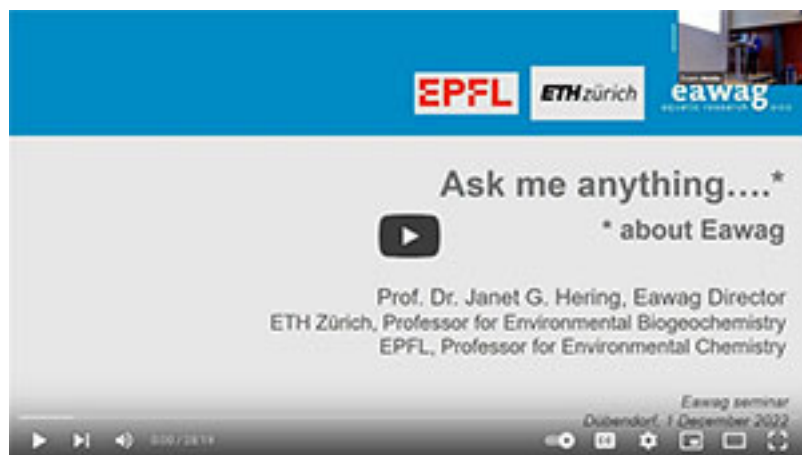 EPFL
ETH zürich
eawag
Ask me anything....*
* about Eawag
Prof. Dr. Janet G. Hering, Eawag Director
ETH Zürich, Professor for Environmental Biogeochemistry
EPFL, Professor for Environmental Chemistry
Eawag seminar
Dübendorf, 1 December 2022